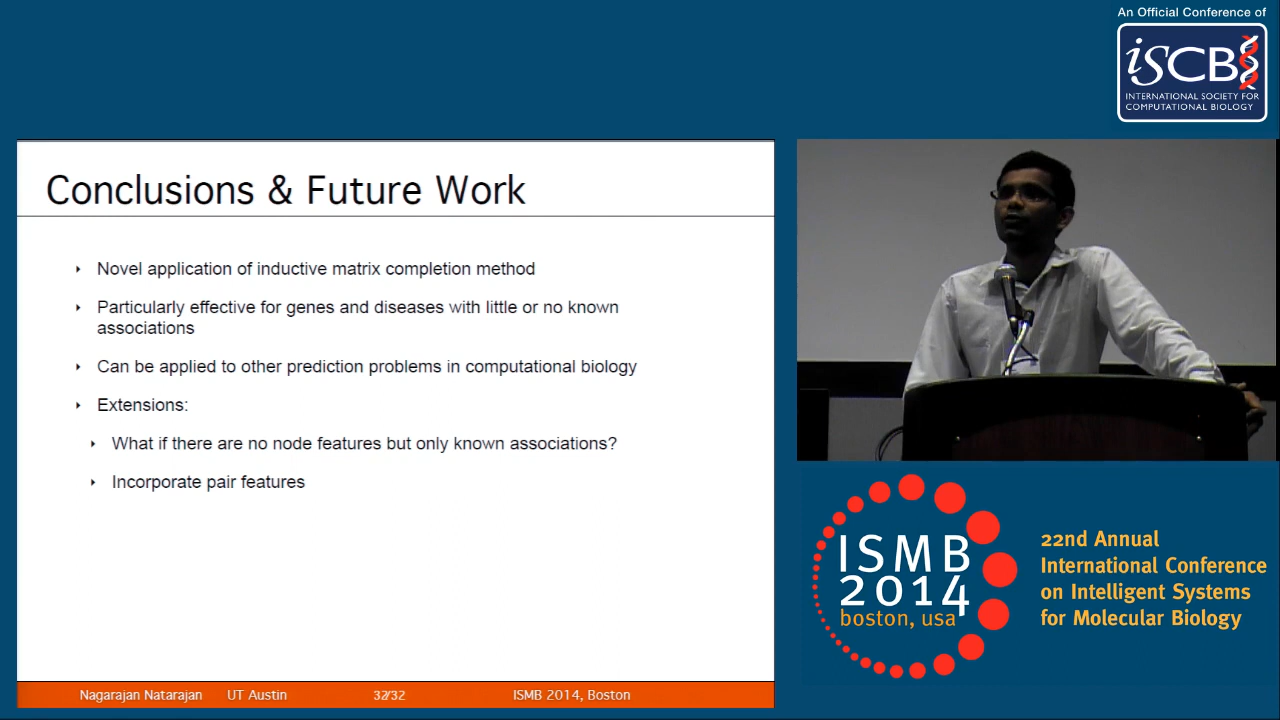 An Official Conference of
iSCB
INTERNATIONAL SOCIETY FOR
COMPUTATIONAL BIOLOGY
Conclusions & Future Work
Novel application of inductive matrix completion method
Particularly effective for genes and diseases with little or no known
associations
Can be applied to other prediction problems in computational biology
Extensions:
What if there are no node features but only known associations?
Incorporate pair features
Nagarajan Natarajan UT Austin 32/32 ISMB 2014, Boston
ISMB
2014
boston, usa
22nd Annual
International Conference
on Intelligent Systems
for Molecular Biology